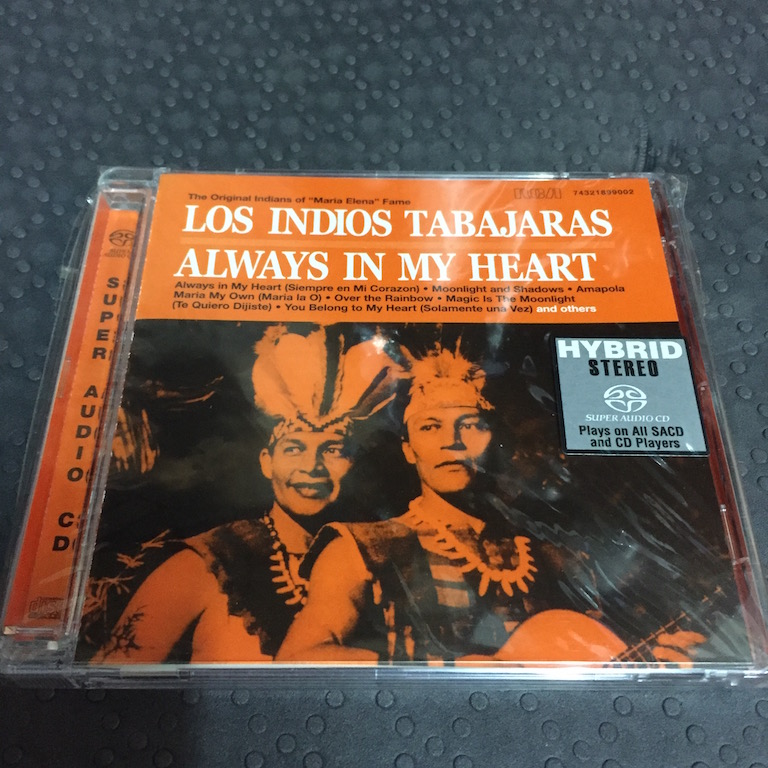 The Original Indians of "Maria Elena" Fame
RCA 74321839002
LOS INDIOS TABAJARAS
ALWAYS IN MY HEART
Always in My Heart (Siempre en Mi Corazon) • Moonlight and Shadows • Amapola
Maria My Own (Maria la O) • Over the Rainbow • Magic Is The Moonlight
(Te Quiero Dijiste) • You Belong to My Heart (Solamente una Vez) and others
HYBRID
STEREO
SUPER AUDIO CD
Plays on All SACD
and CD Players
SUPER AUDIO